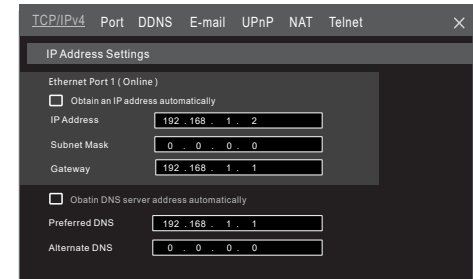 TCP/IPv4 Port DDNS E-mail UPnP NAT Telnet
IP Address Settings
Ethernet Port 1 ( Online )
Obtain an IP address automatically
IP Address 192 . 168 . 1 . 2
Subnet Mask 0 . 0 . 0 . 0
Gateway 192 . 168 . 1 . 1
Obatin DNS server address automatically
Preferred DNS 192 . 168 . 1 . 1
Alternate DNS 0 . 0 . 0 . 0